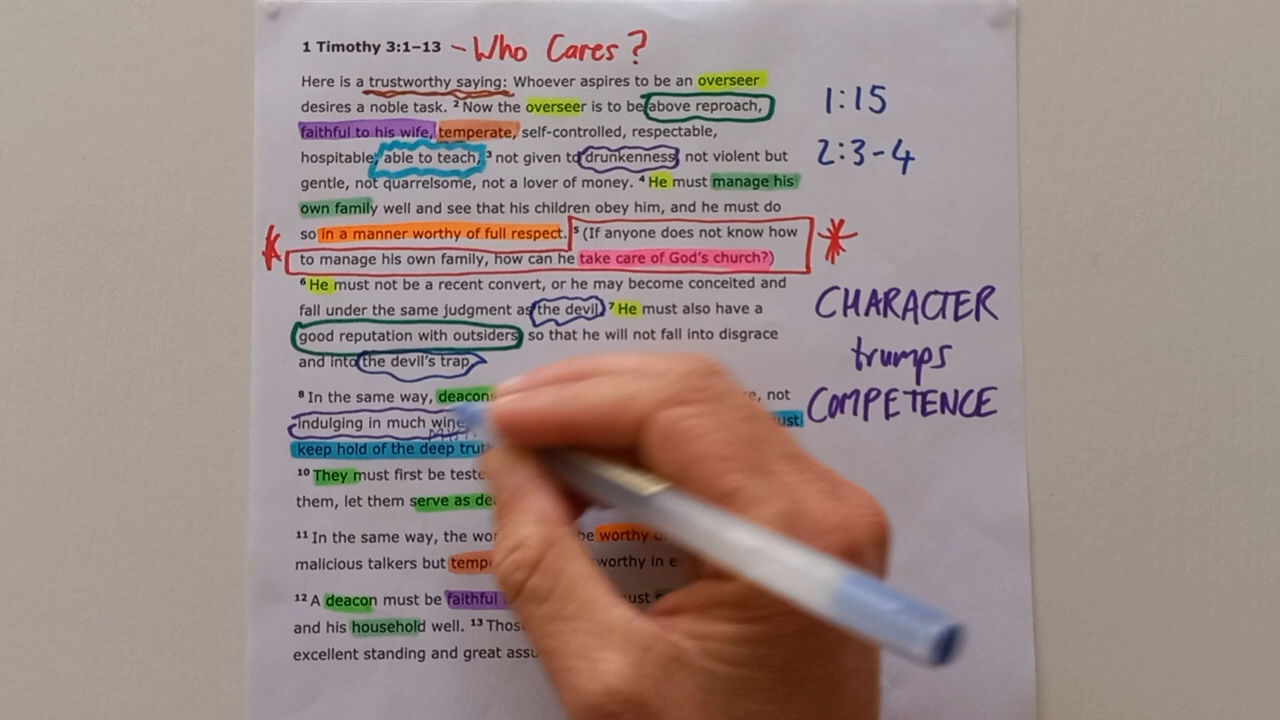 1 Timothy 3:1–13 – Who Cares?
Here is a trustworthy saying: Whoever aspires to be an overseer
desires a noble task. 2 Now the overseer is to be above reproach, 1:15
faithful to his wife, temperate, self-controlled, respectable,
hospitable, able to teach, 3 not given to drunkenness, not violent but 2:3-4
gentle, not quarrelsome, not a lover of money. 4 He must manage his
own family well and see that his children obey him, and he must do
so in a manner worthy of full respect. 5 (If anyone does not know how
to manage his own family, how can he take care of God's church?)
6 He must not be a recent convert, or he may become conceited and
fall under the same judgment as the devil. 7 He must also have a
good reputation with outsiders, so that he will not fall into disgrace
and into the devil's trap.
CHARACTER
trumps
COMPETENCE
8 In the same way, deacons not
indulging in much wine
keep hold of the deep
10 They must first be
them, let them serve as
11 In the same way, the be worthy
malicious talkers but
12 A deacon must be faithful
and his household well. 13
excellent standing and great